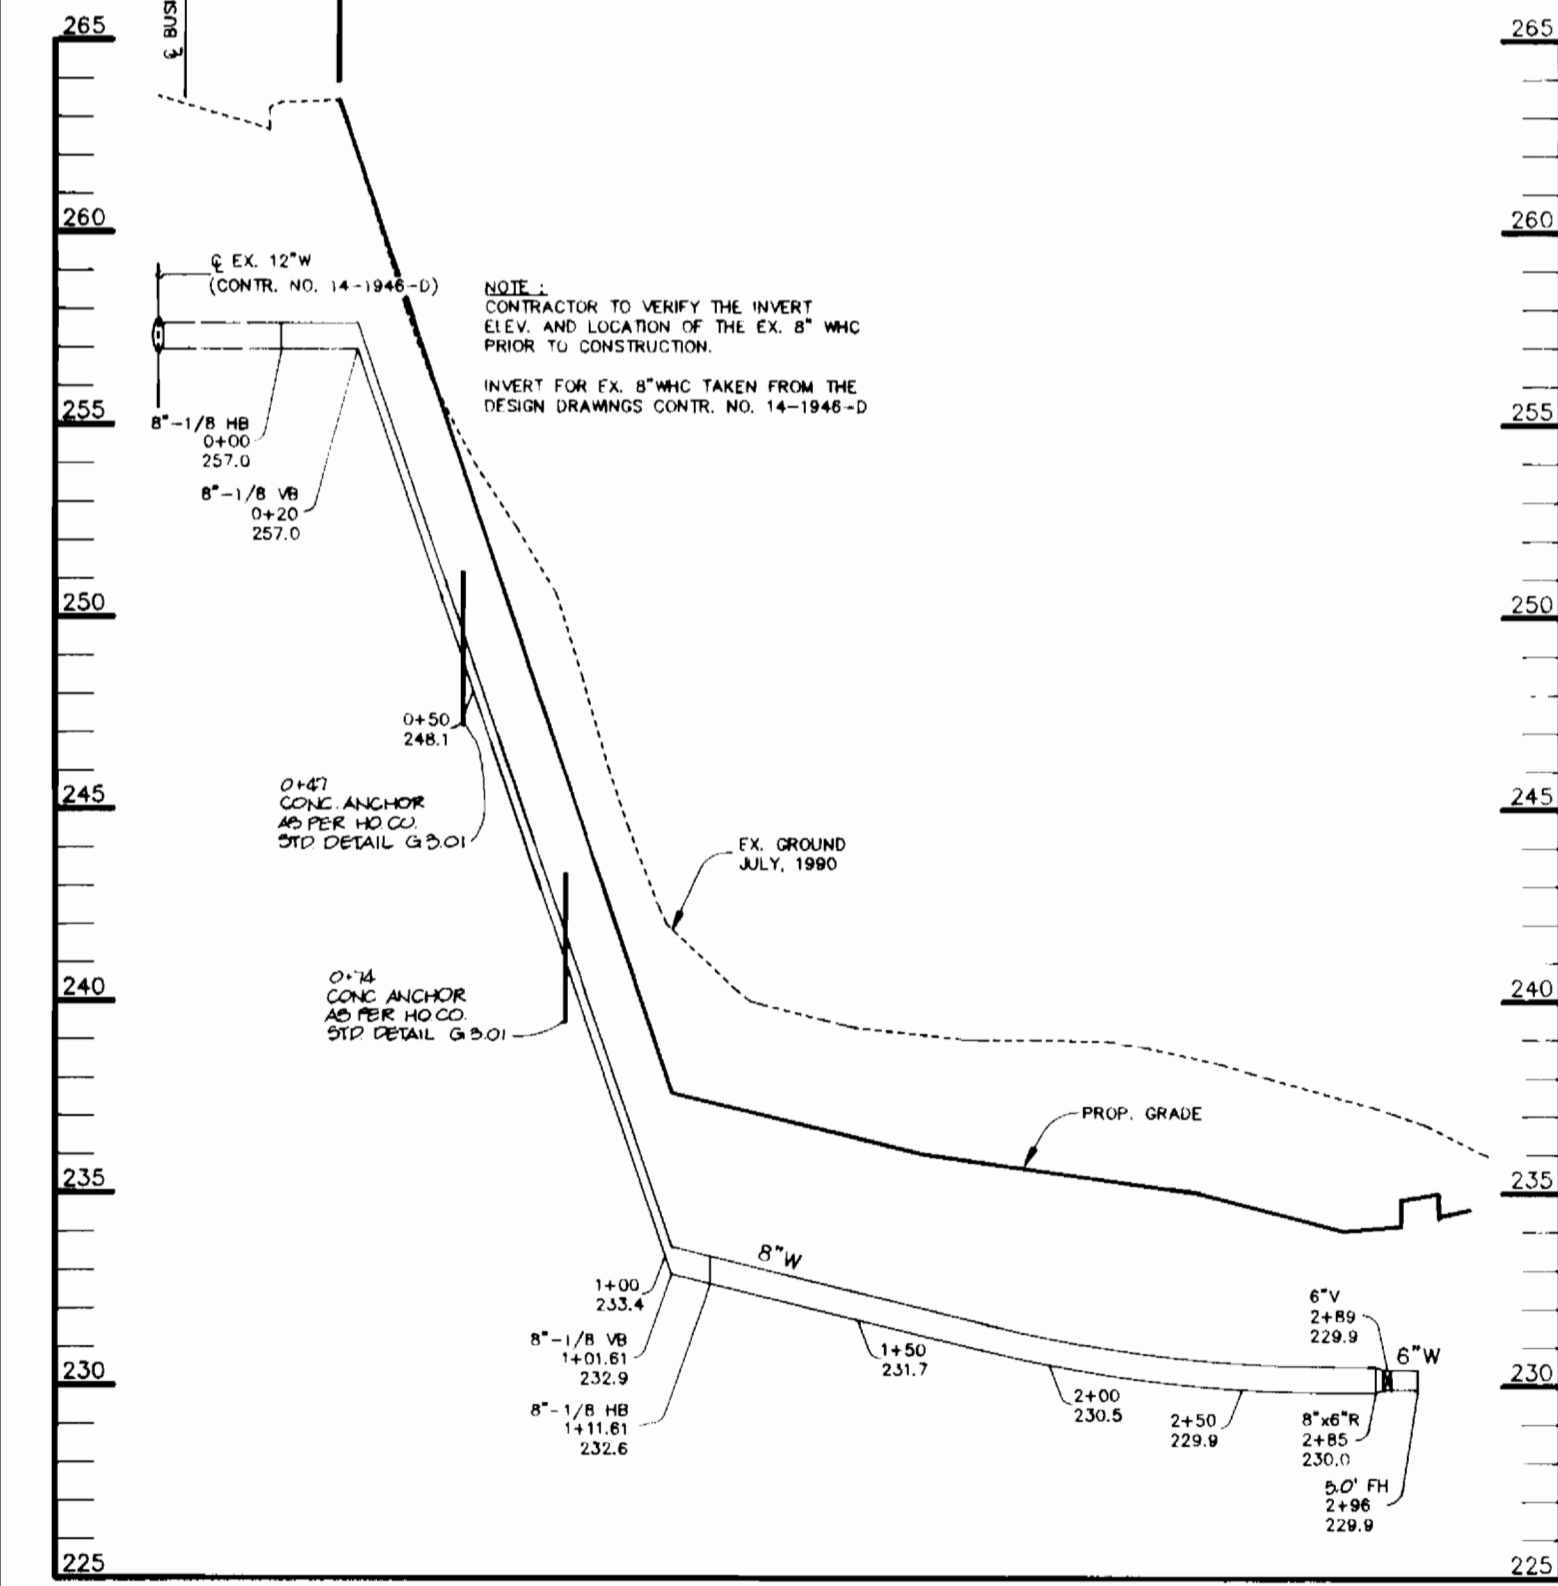 265
265
℄ BUSI
260
260
℄ EX. 12"W
(CONTR. NO. 14-1946-D)
NOTE :
CONTRACTOR TO VERIFY THE INVERT
ELEV. AND LOCATION OF THE EX. 8" WHC
PRIOR TO CONSTRUCTION.
INVERT FOR EX. 8"WHC TAKEN FROM THE
DESIGN DRAWINGS CONTR. NO. 14-1946-D
255
255
8"-1/8 HB
0+00
257.0
8"-1/8 VB
0+20
257.0
250
250
0+50
248.1
245
245
0+47
CONC. ANCHOR
AS PER HO.CO.
STD. DETAIL G3.01
EX. GROUND
JULY, 1990
240
240
0+74
CONC ANCHOR
AS PER HO.CO.
STD. DETAIL G3.01
PROP. GRADE
235
235
8"W
1+00
233.4
8"-1/8 VB
1+01.61
232.9
8"-1/8 HB
1+11.61
232.6
1+50
231.7
2+00
230.5
2+50
229.9
6"V
2+89
229.9
6"W
230
230
8"x6"R
2+85
230.0
5.0' FH
2+96
229.9
225
225